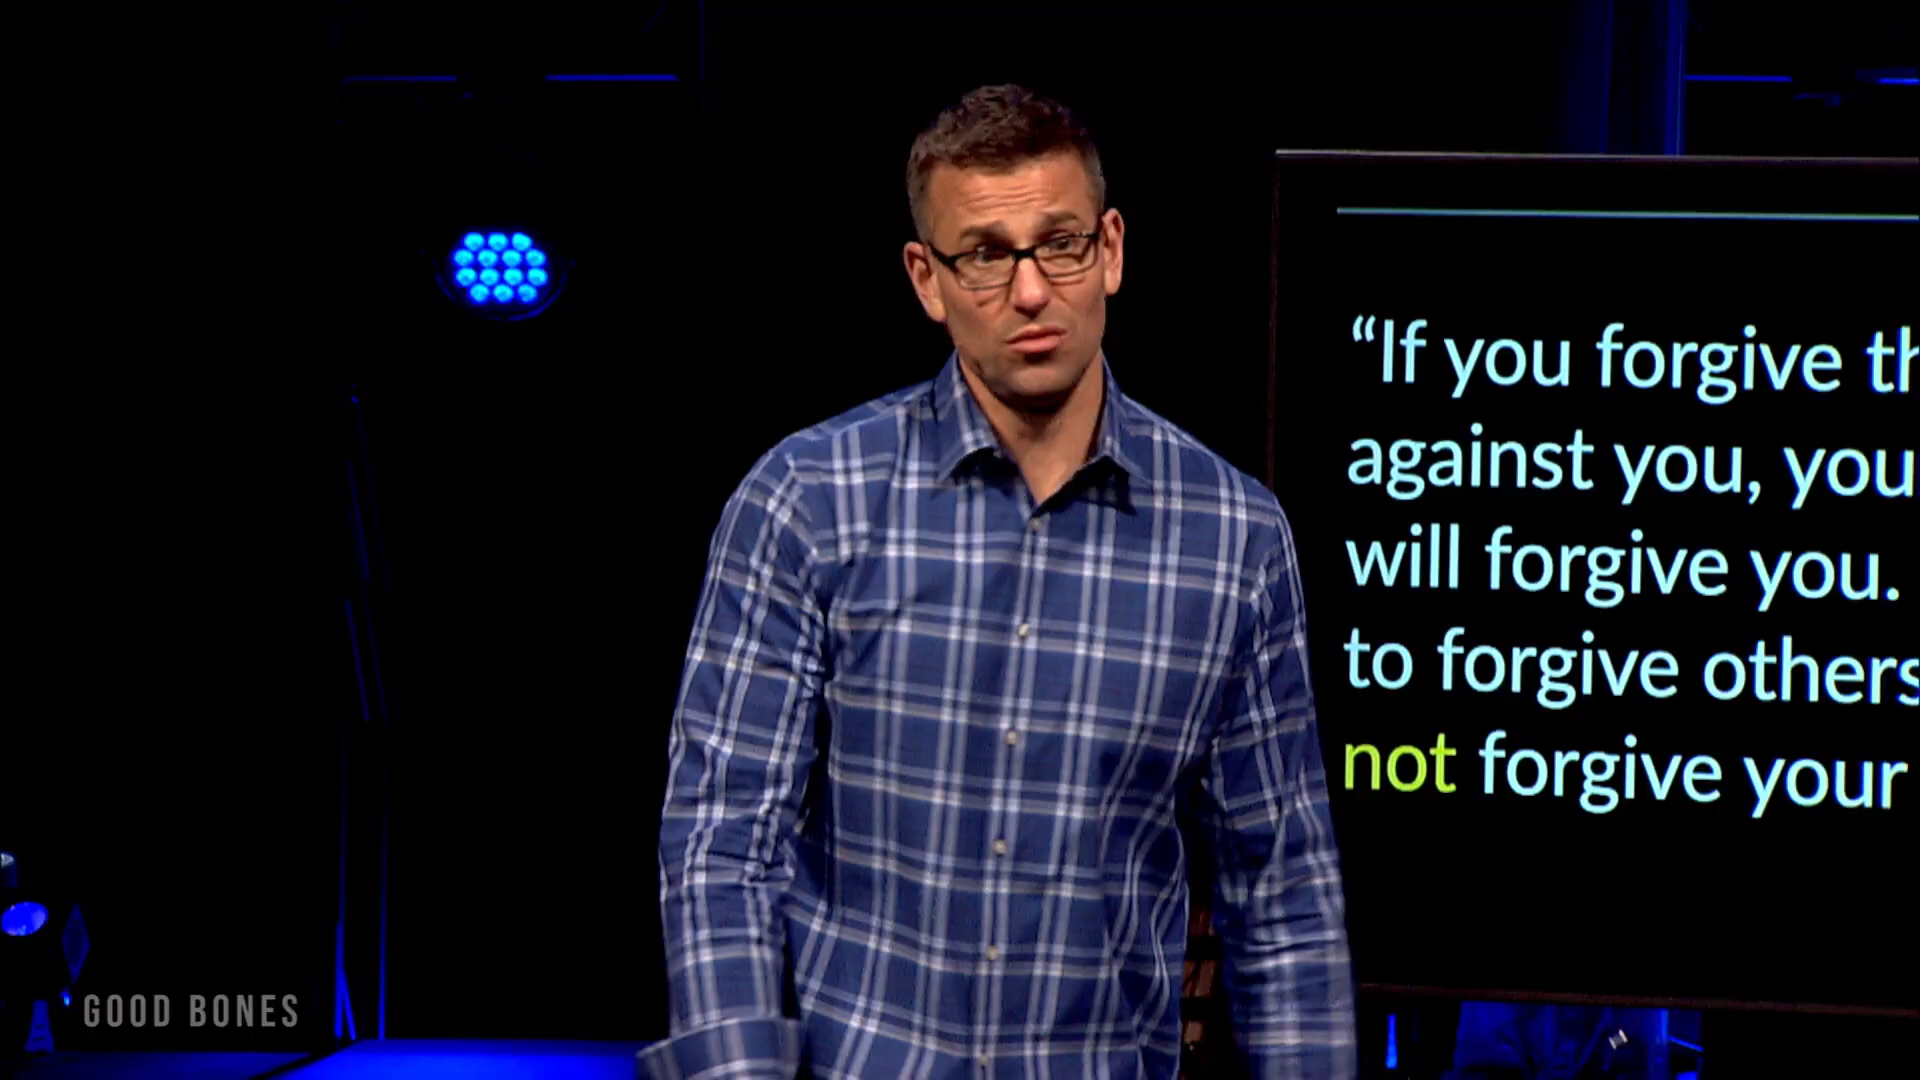 “If you forgive th
against you, you
will forgive you.
to forgive others
not forgive your
GOOD BONES